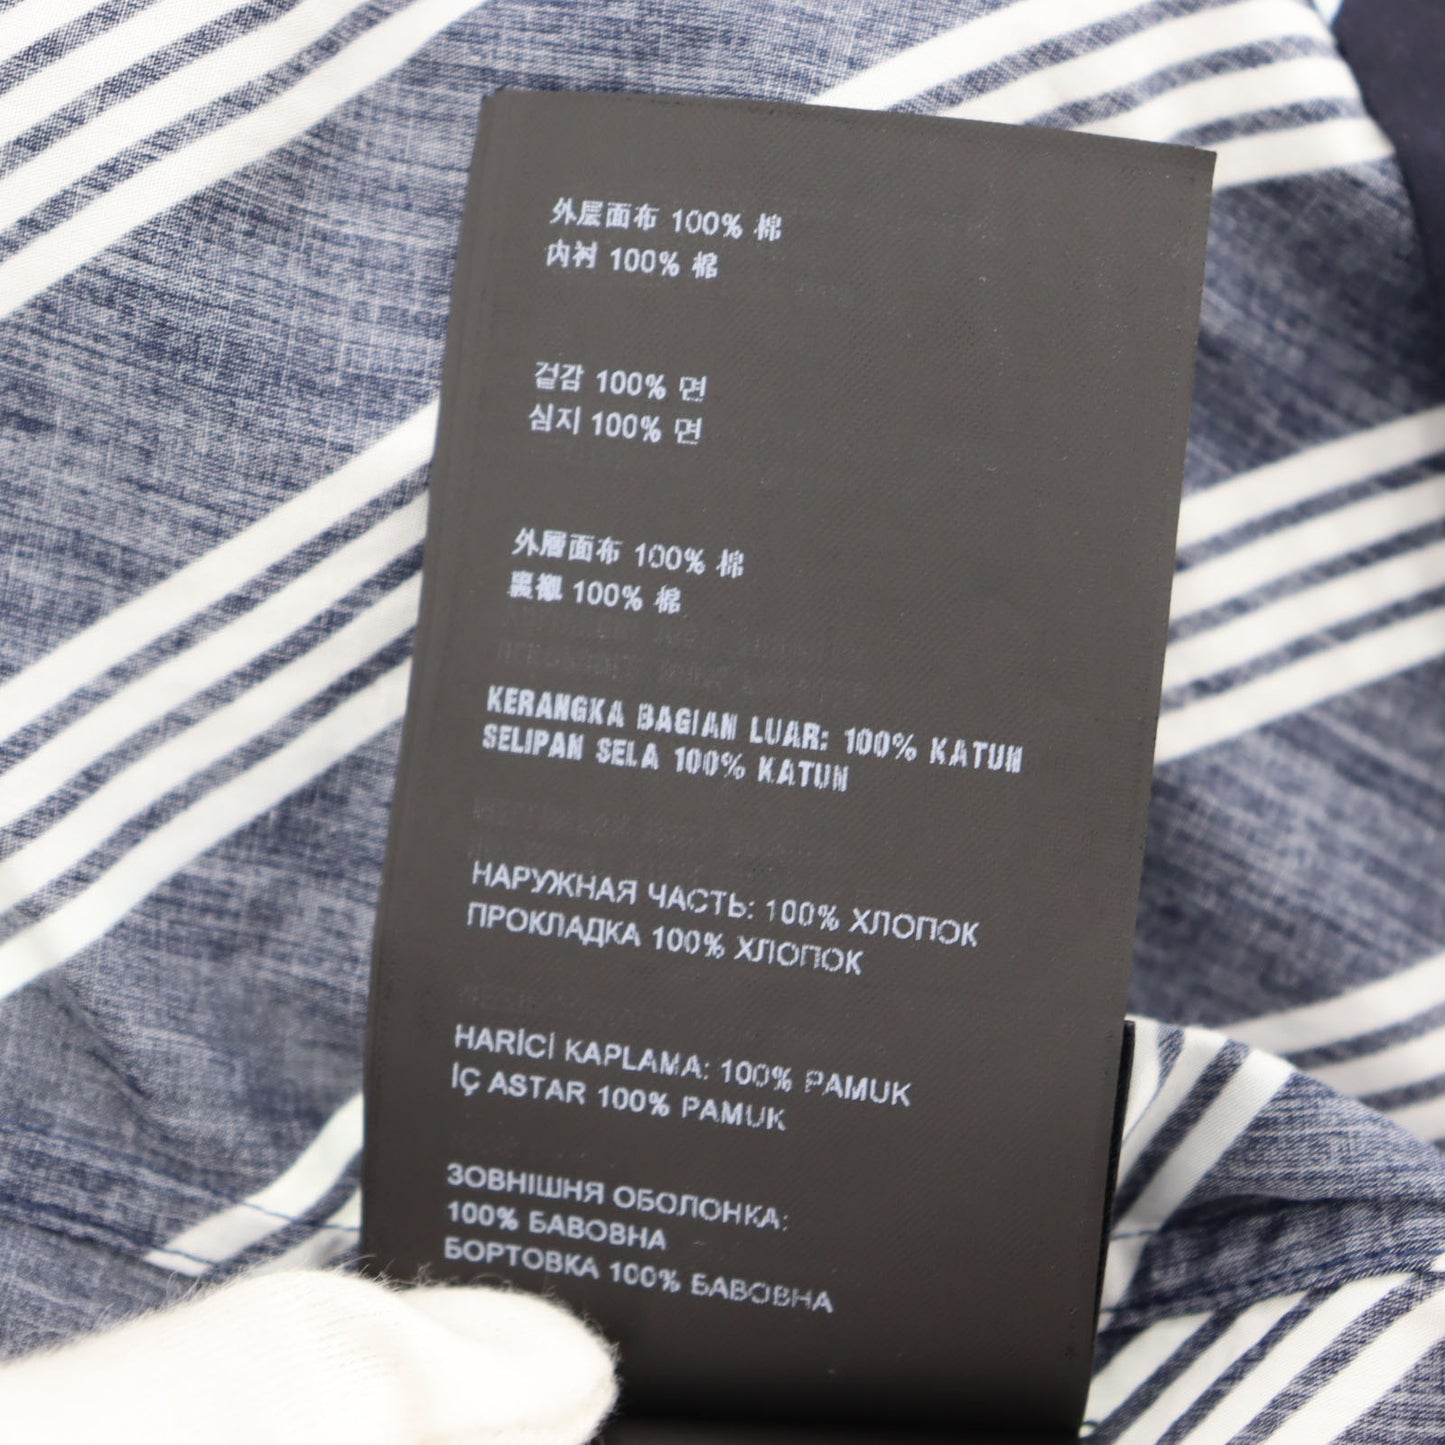 外层面布 100% 棉
内衬 100% 棉
겉감 100% 면
심지 100% 면
外層面布 100% 棉
裏襯 100% 棉
KERANGKA BAGIAN LUAR: 100% KATUN
SELIPAN SELA 100% KATUN
НАРУЖНАЯ ЧАСТЬ: 100% ХЛОПОК
ПРОКЛАДКА 100% ХЛОПОК
HARİCİ KAPLAMA: 100% PAMUK
İÇ ASTAR 100% PAMUK
ЗОВНІШНЯ ОБОЛОНКА:
100% БАВОВНА
БОРТОВКА 100% БАВОВНА